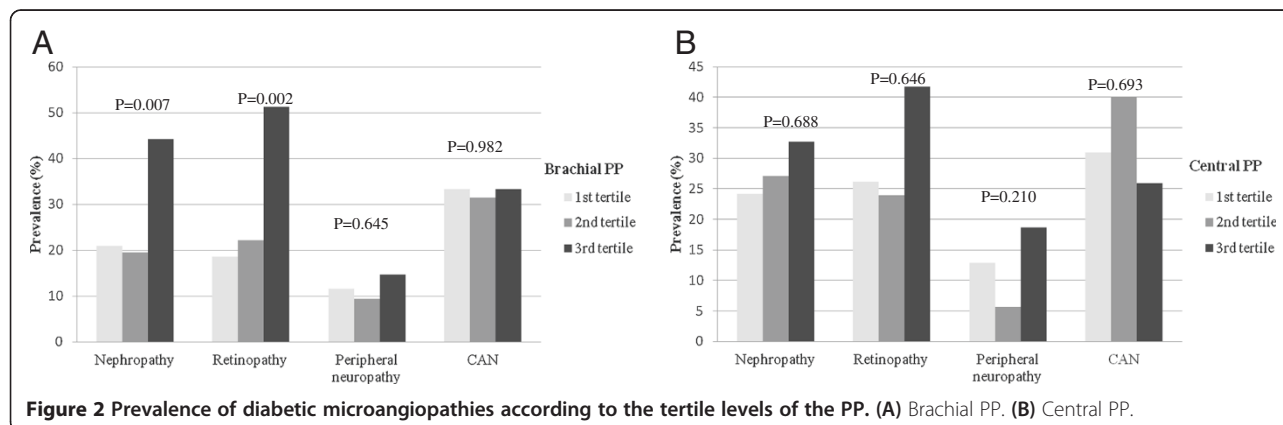 A
Prevalence (%)
60
50
40
30
20
10
0
P=0.007
P=0.002
P=0.645
P=0.982
Nephropathy
Retinopathy
Peripheral
neuropathy
CAN
Brachial PP
1st tertile
2nd tertile
3rd tertile
B
Prevalence (%)
45
40
35
30
25
20
15
10
5
0
P=0.688
P=0.646
P=0.210
P=0.693
Nephropathy
Retinopathy
Peripheral
neuropathy
CAN
Central PP
1st tertile
2nd tertile
3rd tertile
Figure 2 Prevalence of diabetic microangiopathies according to the tertile levels of the PP. (A) Brachial PP. (B) Central PP.